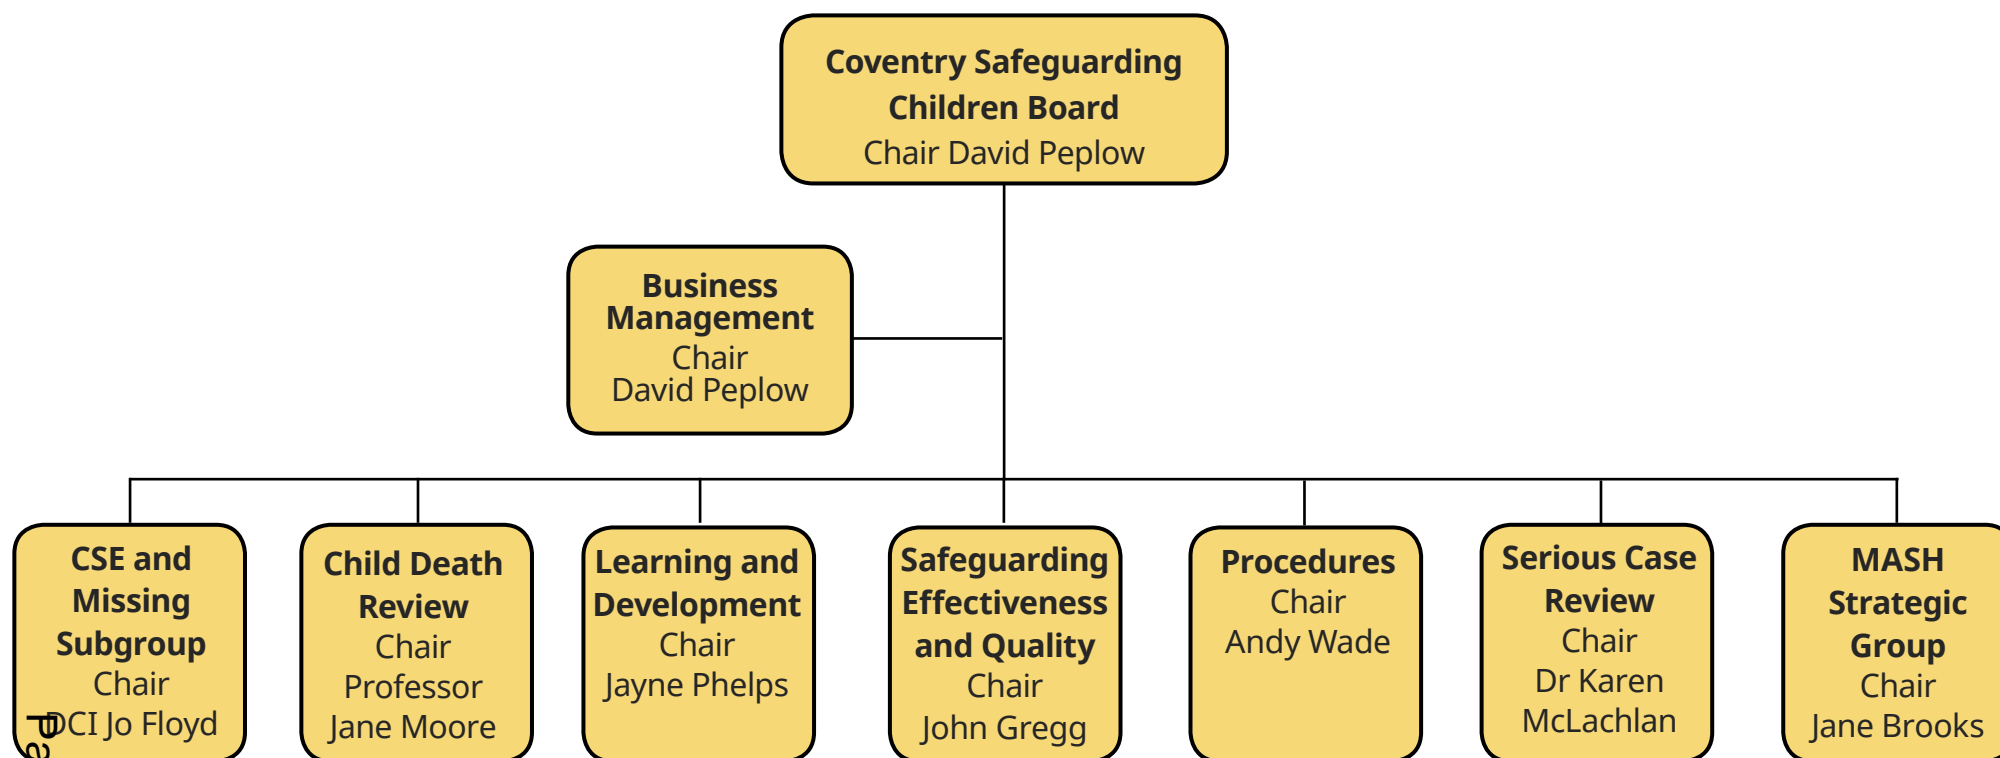 Coventry Safeguarding
Children Board
Chair David Peplow
Business
Management
Chair
David Peplow
CSE and
Missing
Subgroup
Chair
DCI Jo Floyd
Child Death
Review
Chair
Professor
Jane Moore
Learning and
Development
Chair
Jayne Phelps
Safeguarding
Effectiveness
and Quality
Chair
John Gregg
Procedures
Chair
Andy Wade
Serious Case
Review
Chair
Dr Karen
McLachlan
MASH
Strategic
Group
Chair
Jane Brooks